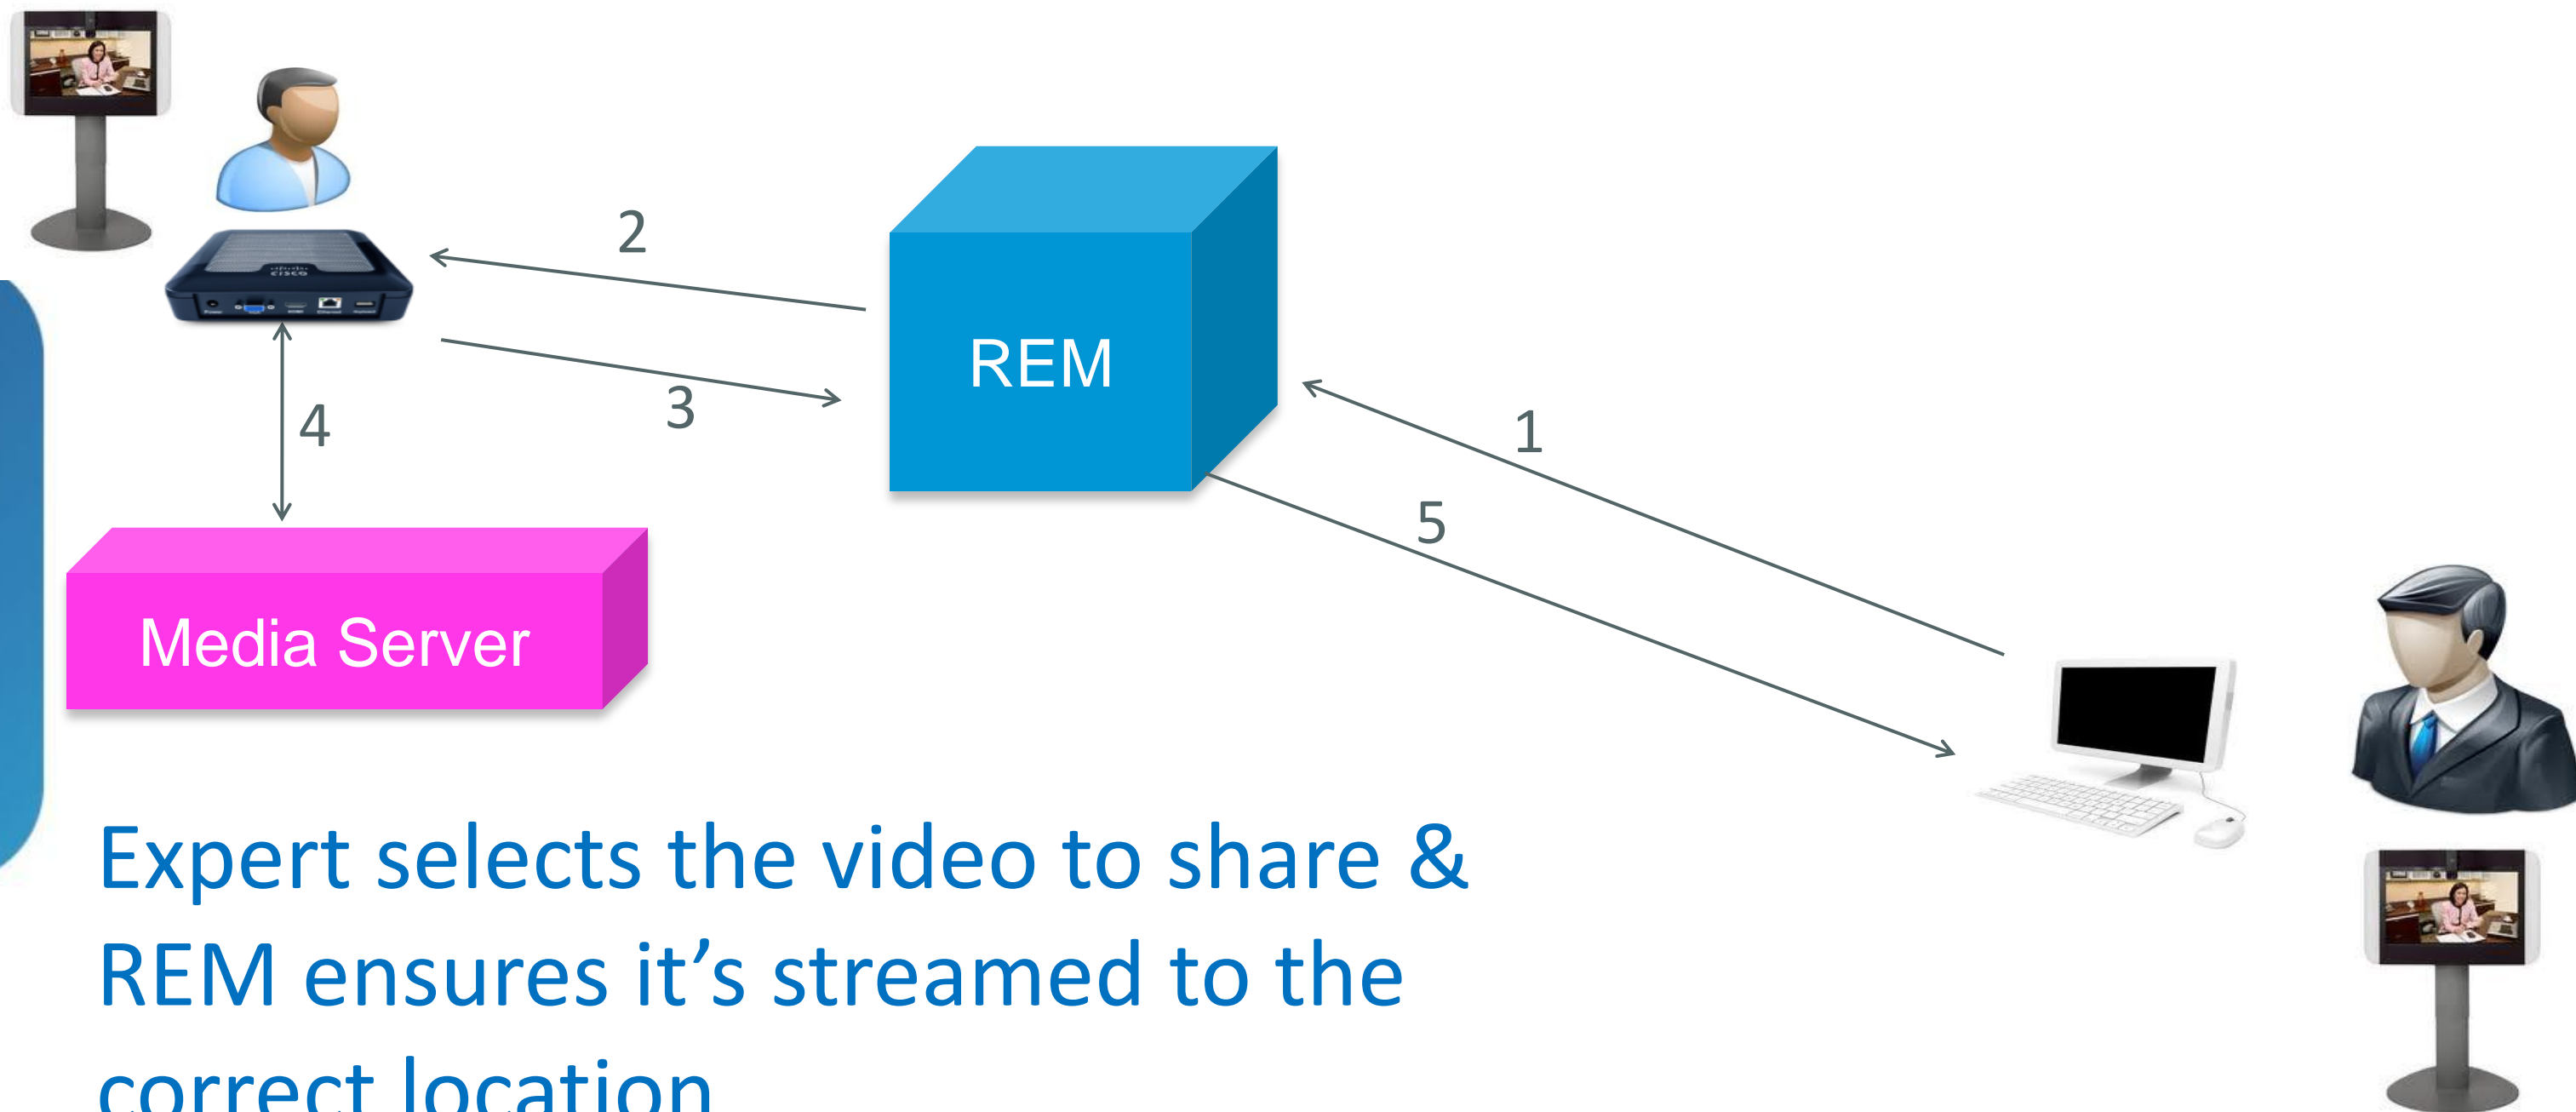 2
REM
3
1
4
5
CISCO
Media Server
Expert selects the video to share &
REM ensures it’s streamed to the
correct location